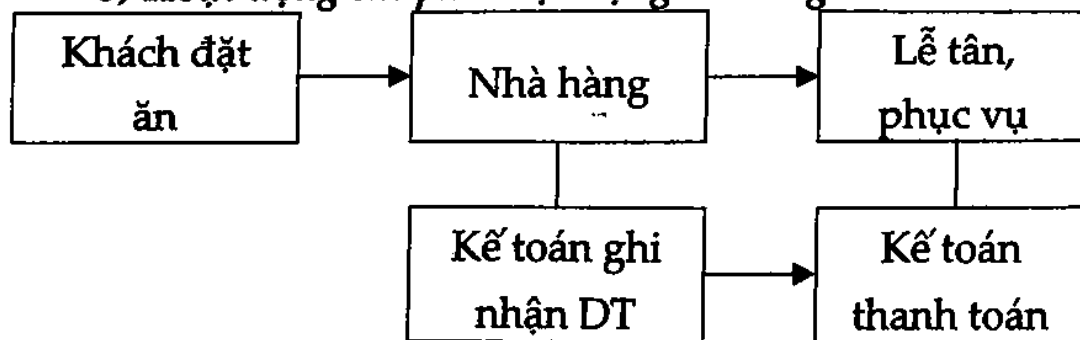 Khách đặt
ăn
Nhà hàng
Lễ tân,
phục vụ
Kế toán ghi
nhận DT
Kế toán
thanh toán